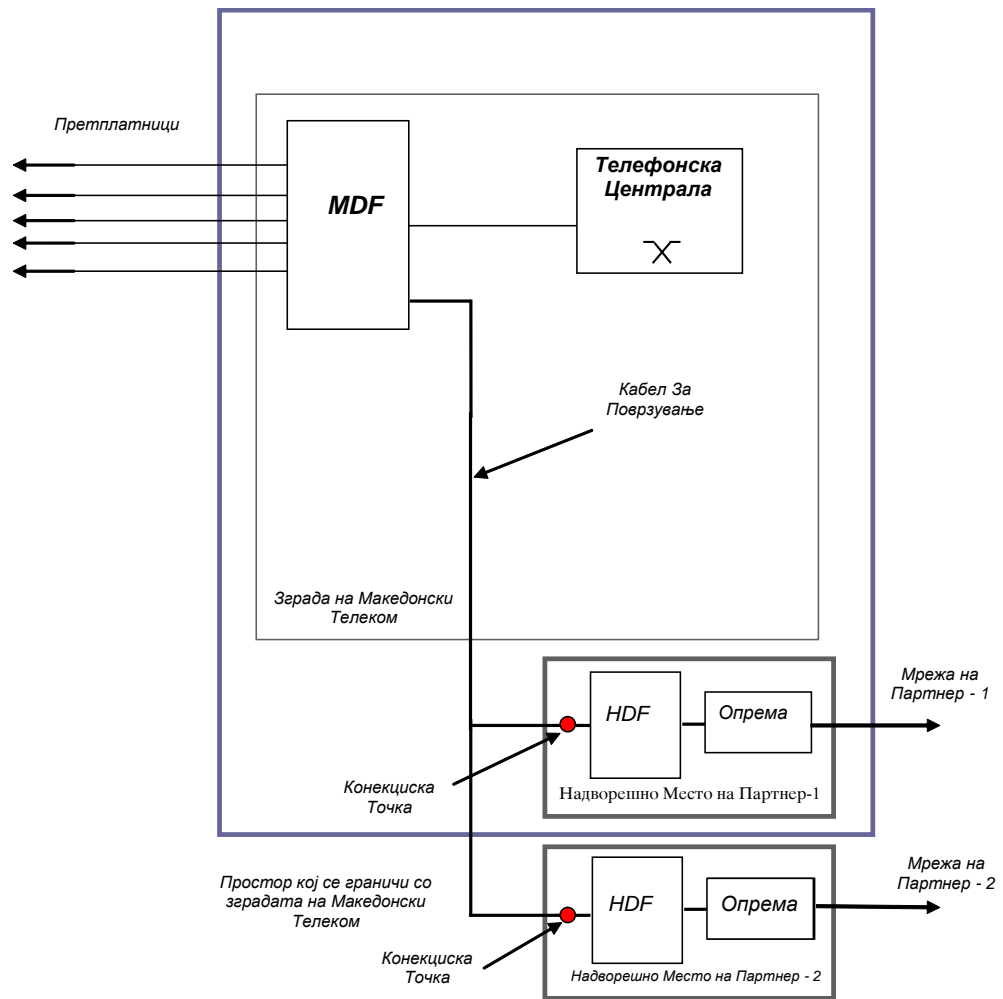 Претплатници
MDF
Телефонска
Централа
Кабел За
Поврзување
Зграда на Македонски
Телеком
Мрежа на
Партнер - 1
HDF
Опрема
Надворешно Место на Партнер-1
Конекциска
Точка
Мрежа на
Партнер - 2
Простор кој се граничи со
зградата на Македонски
Телеком
HDF
Опрема
Надворешно Место на Партнер - 2
Конекциска
Точка